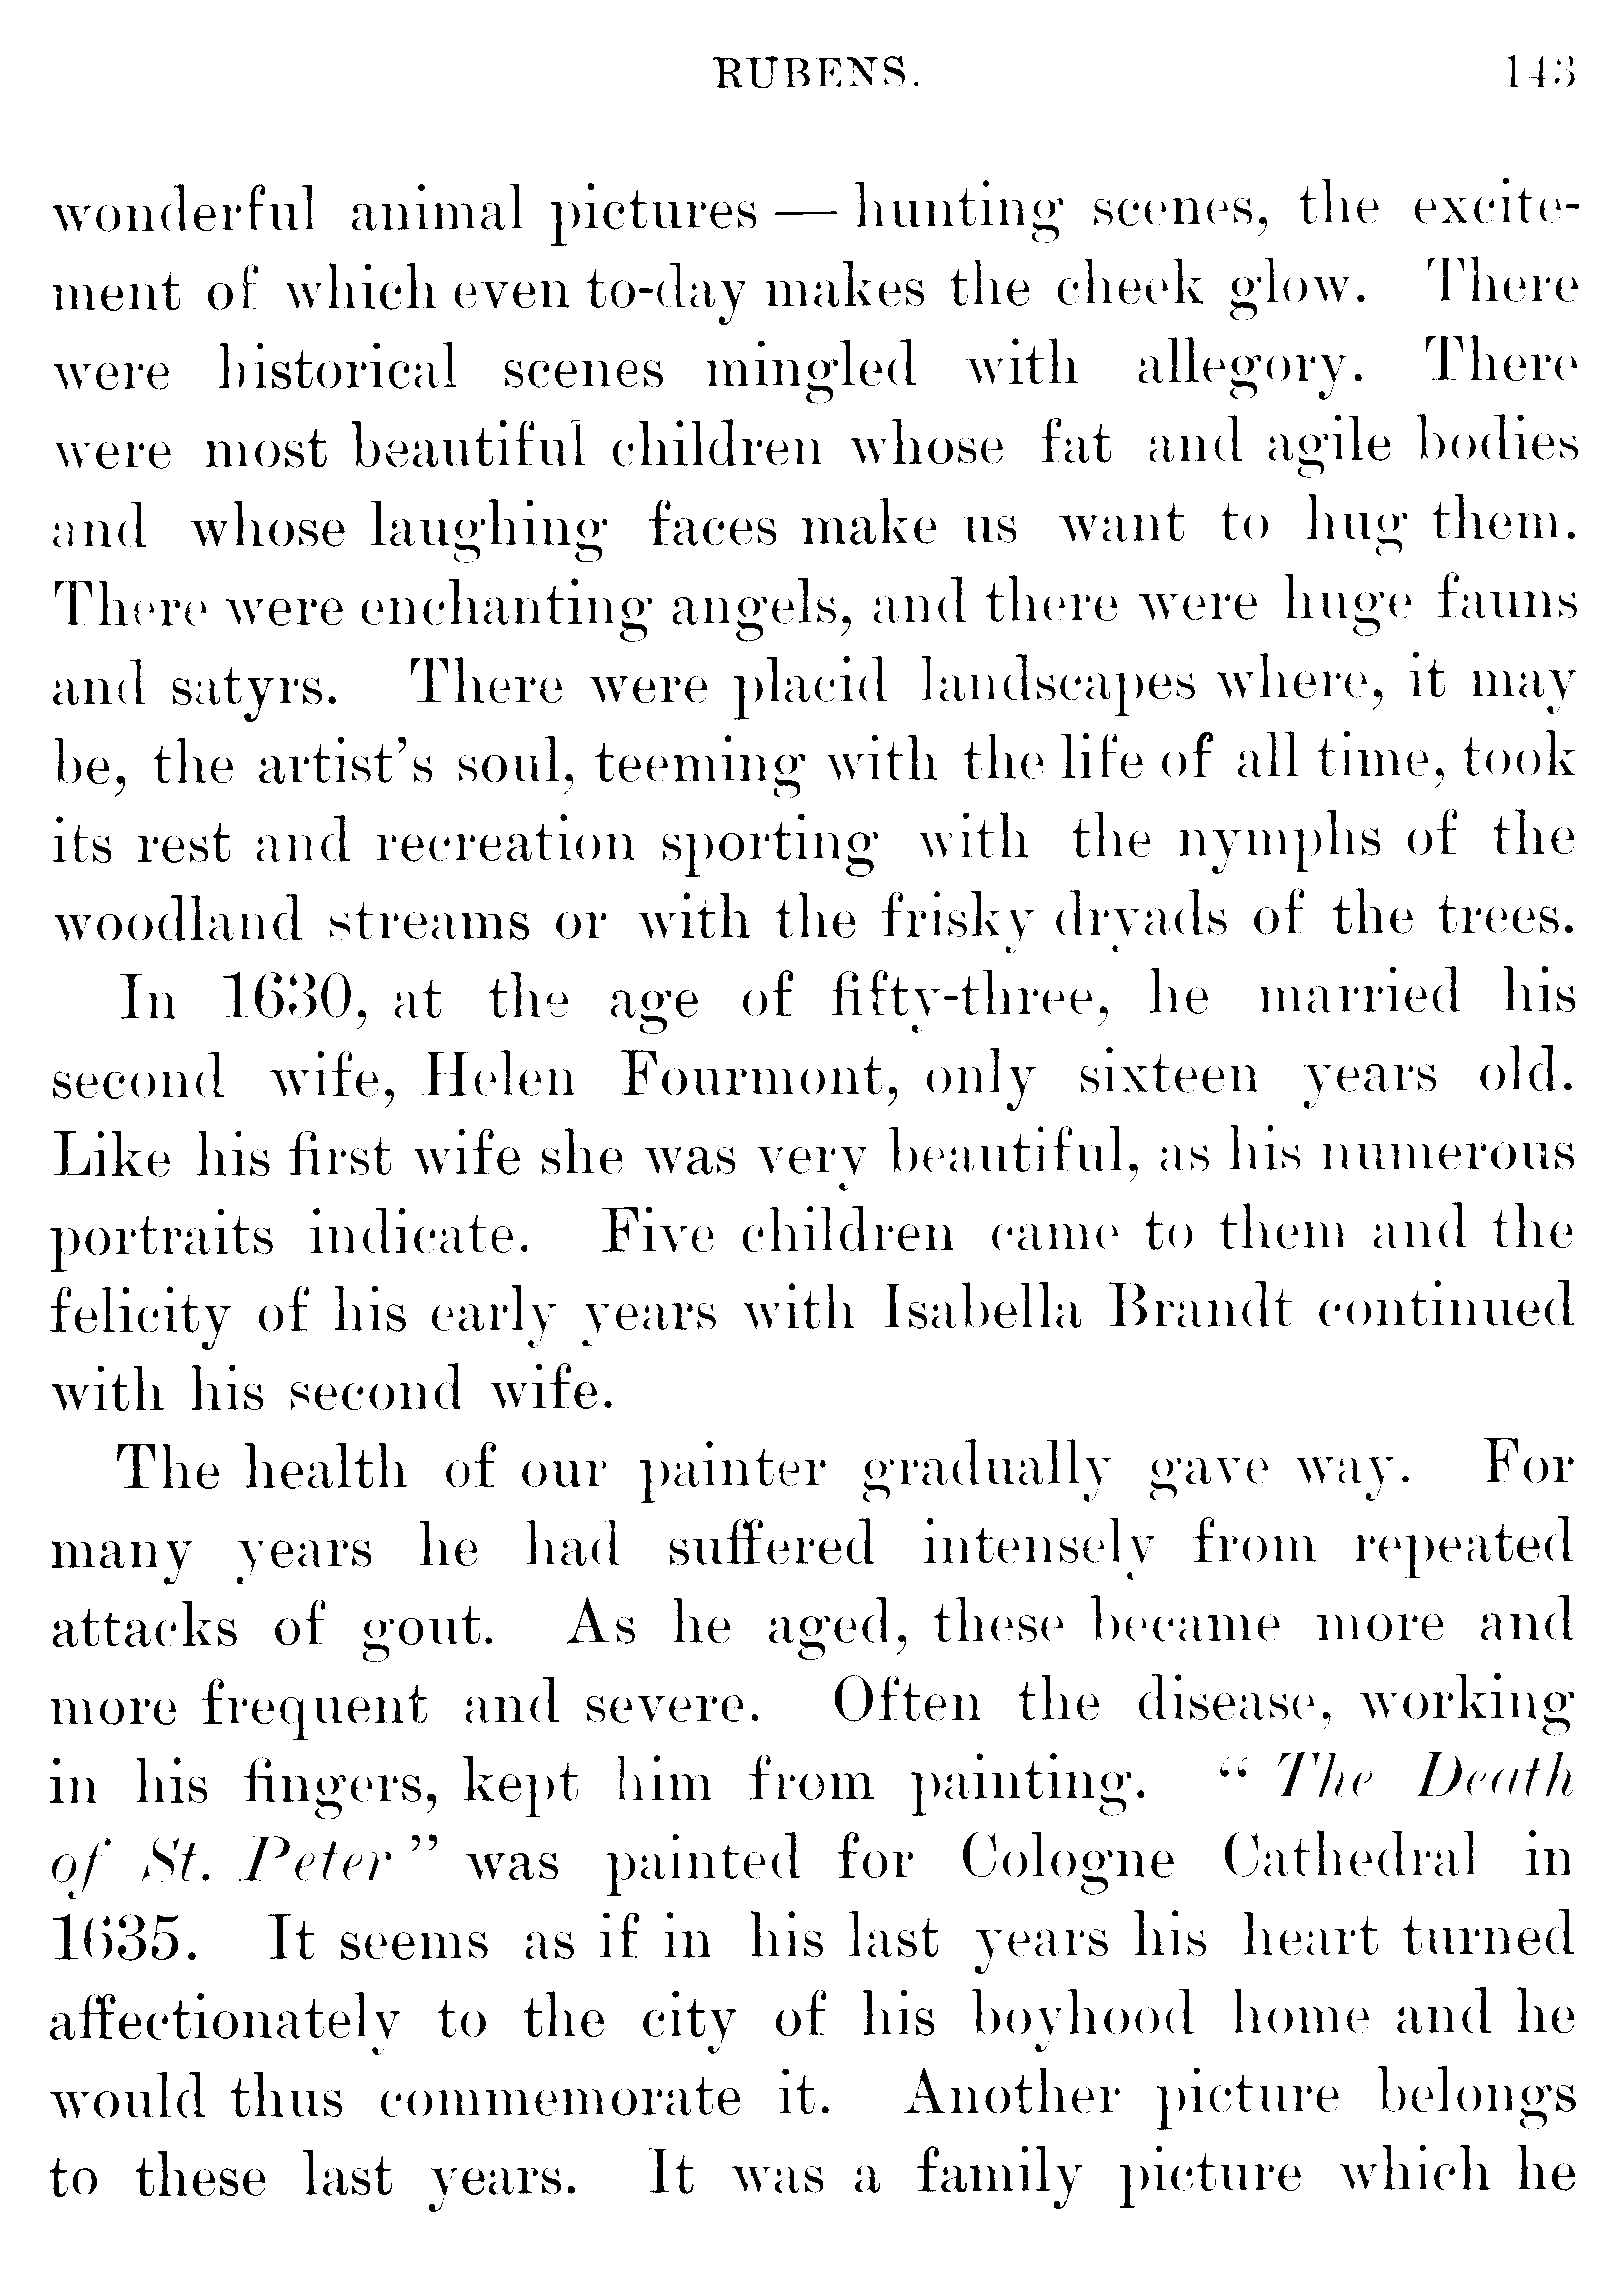 RUBENS. 143
wonderful animal pictures — hunting scenes, the excite-
ment of which even to-day makes the cheek glow. There
were historical scenes mingled with allegory. There
were most beautiful children whose fat and agile bodies
and whose laughing faces make us want to hug them.
There were enchanting angels, and there were huge fauns
and satyrs. There were placid landscapes where, it may
be, the artist's soul, teeming with the life of all time, took
its rest and recreation sporting with the nymphs of the
woodland streams or with the frisky dryads of the trees.
In 1630, at the age of fifty-three, he married his
second wife, Helen Fourmont, only sixteen years old.
Like his first wife she was very beautiful, as his numerous
portraits indicate. Five children came to them and the
felicity of his early years with Isabella Brandt continued
with his second wife.
The health of our painter gradually gave way. For
many years he had suffered intensely from repeated
attacks of gout. As he aged, these became more and
more frequent and severe. Often the disease, working
in his fingers, kept him from painting. “ The Death
of St. Peter” was painted for Cologne Cathedral in
1635. It seems as if in his last years his heart turned
affectionately to the city of his boyhood home and he
would thus commemorate it. Another picture belongs
to these last years. It was a family picture which he